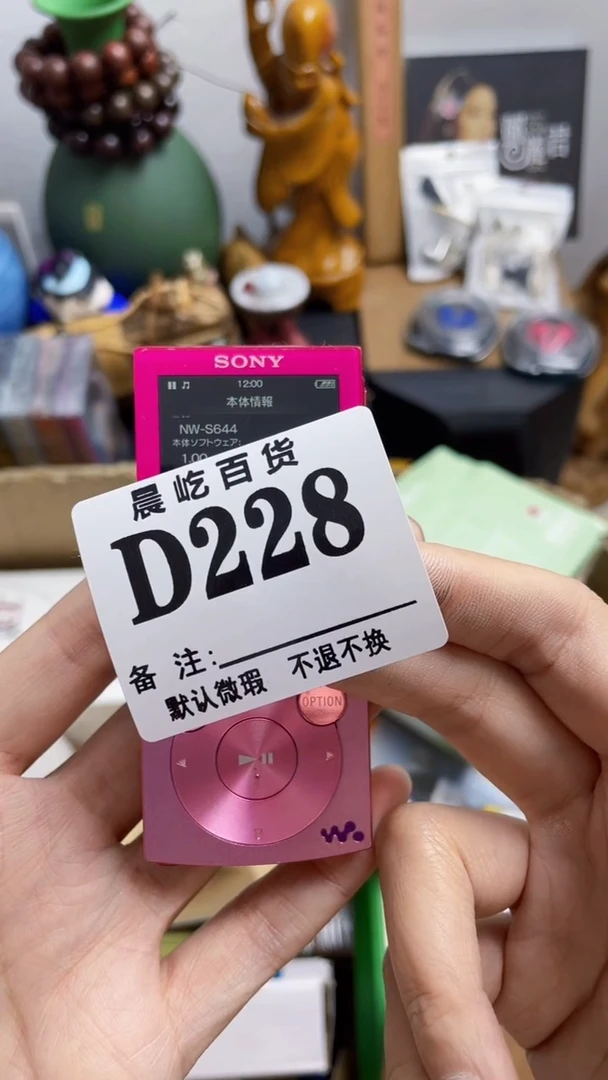 SONY
12:00
本体情報
NW-S644
本体ソフトウェア:
1.00
晨屹百货
D228
备 注:
默认微瑕 不退不换
OPTION